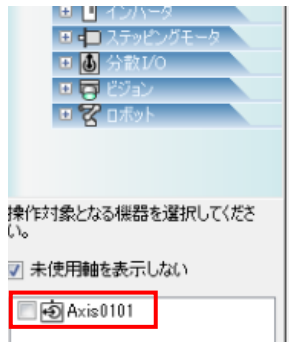 インバータ
ステッピングモータ
分散I/O
ビジョン
ロボット
操作対象となる機器を選択してくださ
い。
未使用軸を表示しない
Axis0101